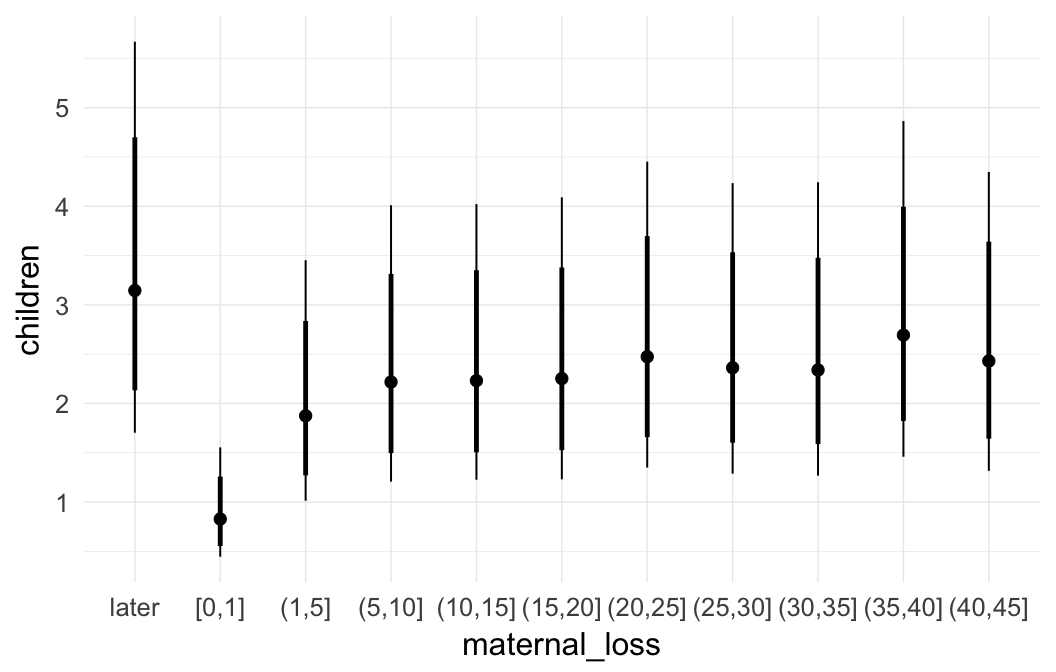 children
5
4
3
2
1
later [0,1] (1,5] (5,10] (10,15] (15,20] (20,25] (25,30] (30,35] (35,40] (40,45]
maternal_loss